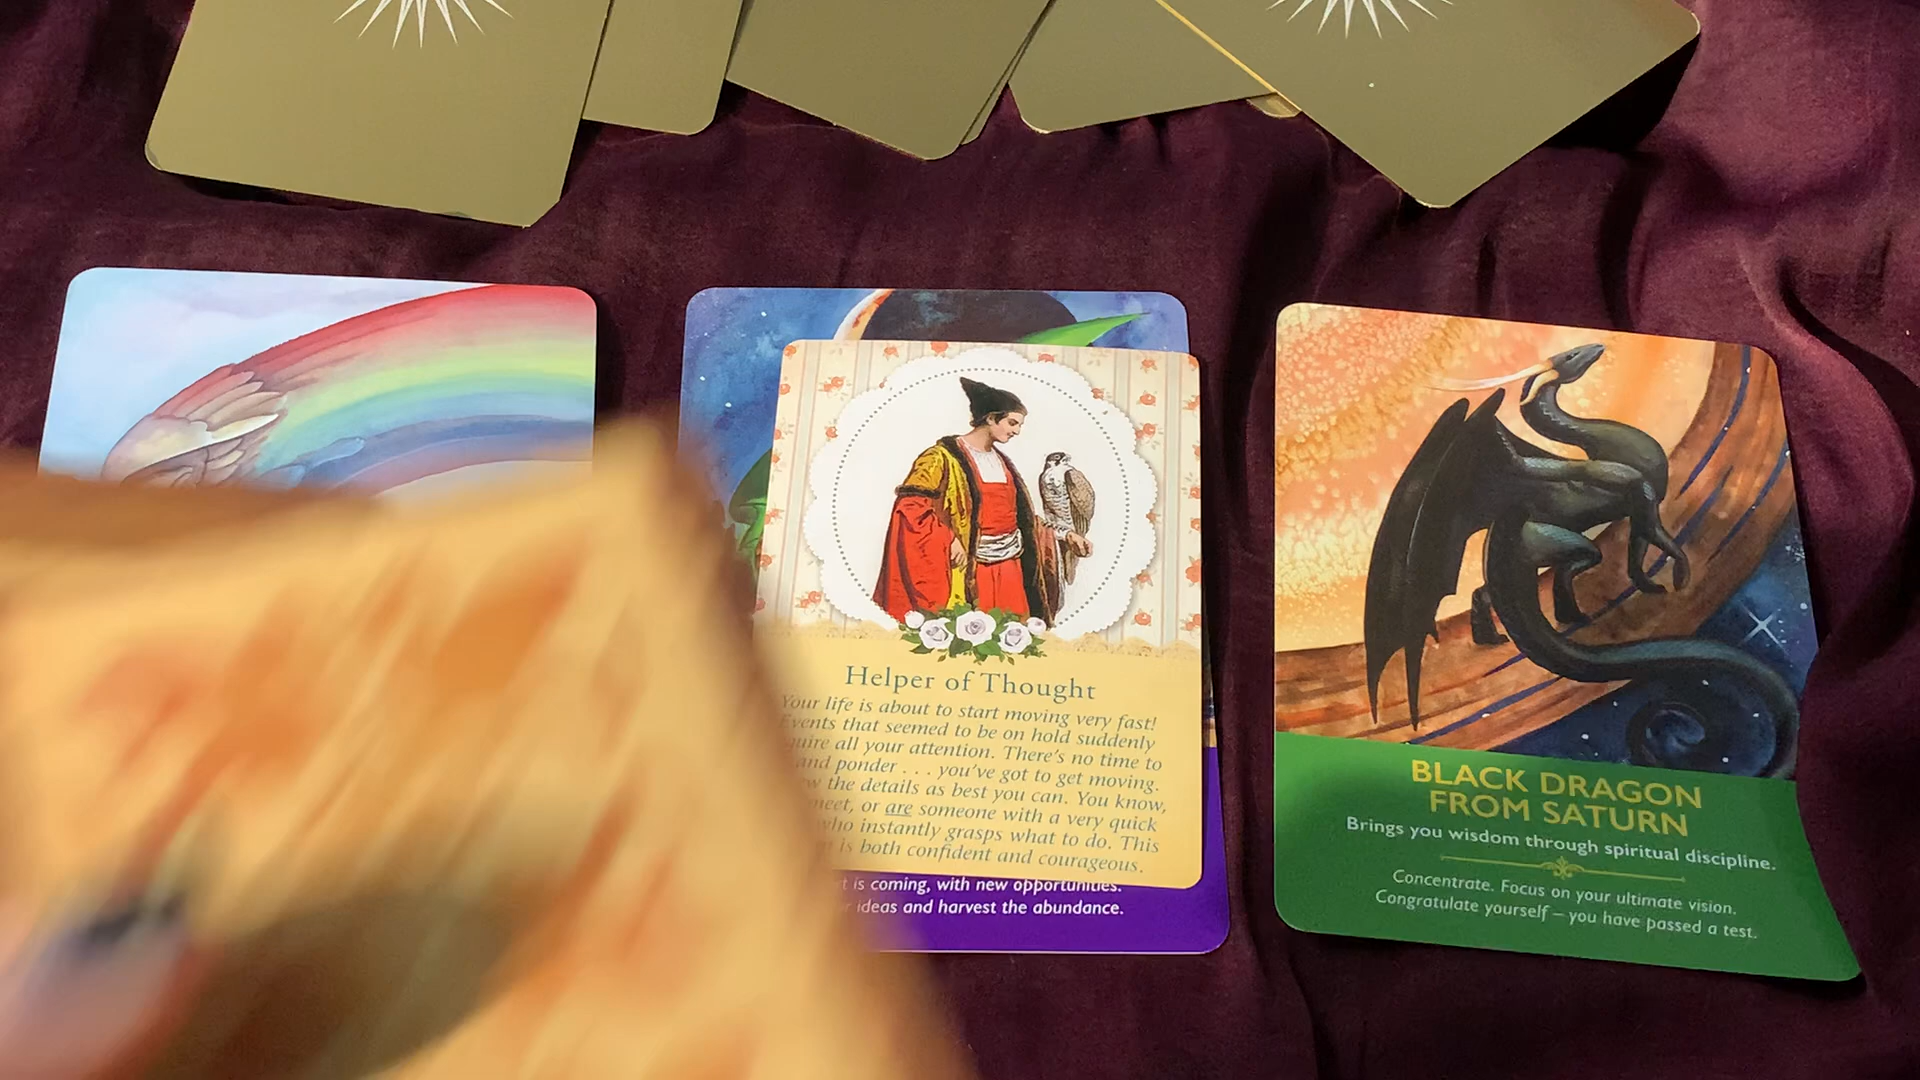 Helper of Thought
Your life is about to start moving very fast!
Events that seemed to be on hold suddenly
all your attention. There's no time to
and ponder . . . you've got to get moving.
the details as best you can. You know,
meet, or are someone with a very quick
who instantly grasps what to do. This
is both confident and courageous.
is coming, with new opportunities.
ideas and harvest the abundance.
BLACK DRAGON
FROM SATURN
Brings you wisdom through spiritual discipline.
Concentrate. Focus on your ultimate vision.
Congratulate yourself – you have passed a test.